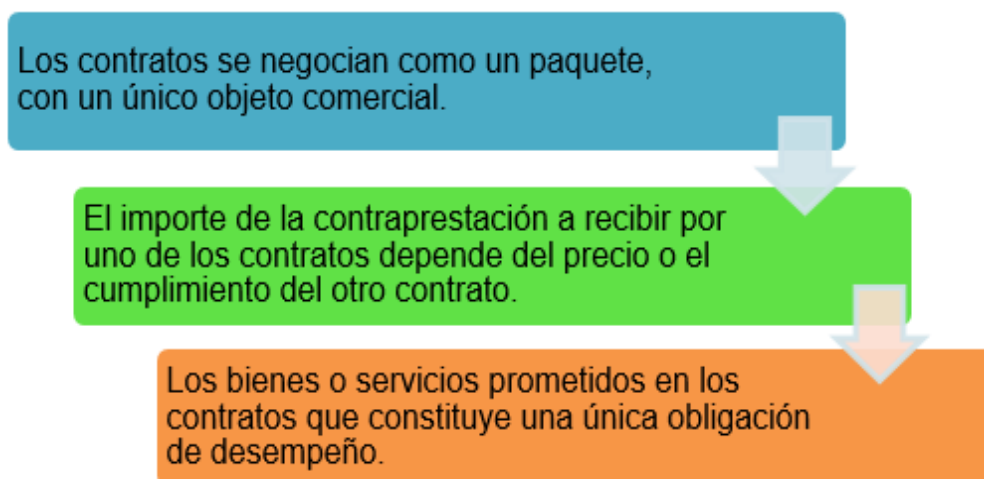 Los contratos se negocian como un paquete,
con un único objeto comercial.
El importe de la contraprestación a recibir por
uno de los contratos depende del precio o el
cumplimiento del otro contrato.
Los bienes o servicios prometidos en los
contratos que constituye una única obligación
de desempeño.